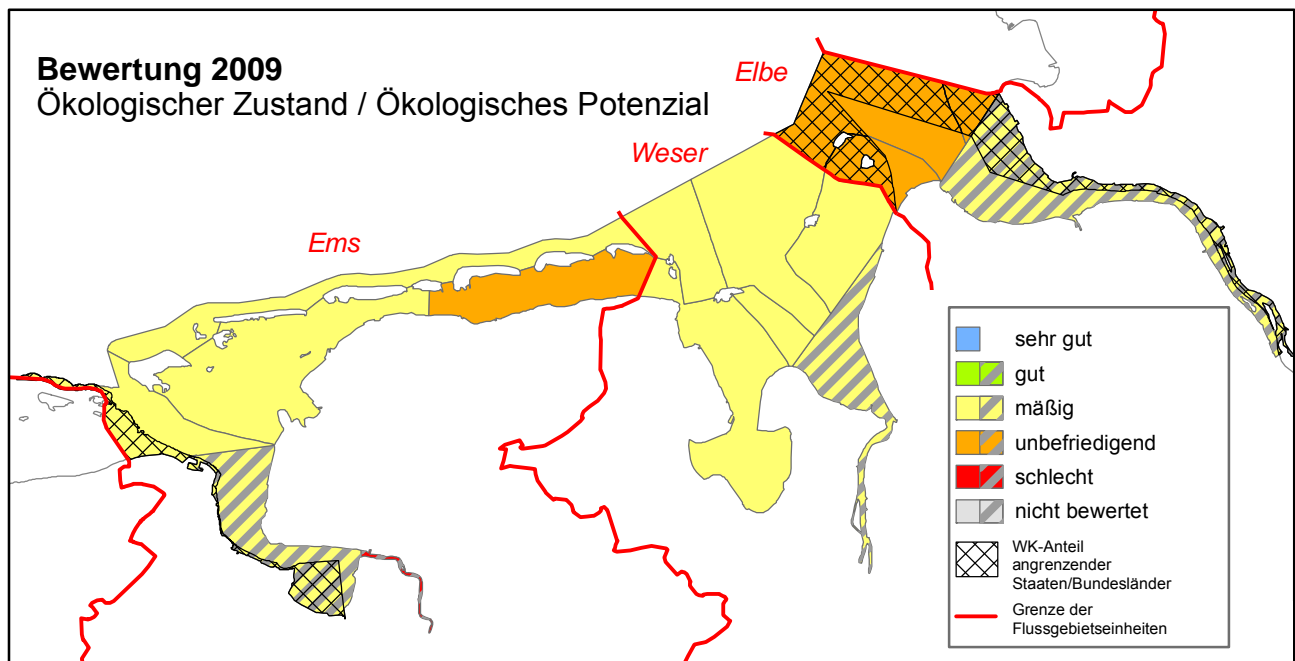 Bewertung 2009
Ökologischer Zustand / Ökologisches Potenzial
Elbe
Weser
Ems
sehr gut
gut
mäßig
unbefriedigend
schlecht
nicht bewertet
WK-Anteil
angrenzender
Staaten/Bundesländer
Grenze der
Flussgebietseinheiten